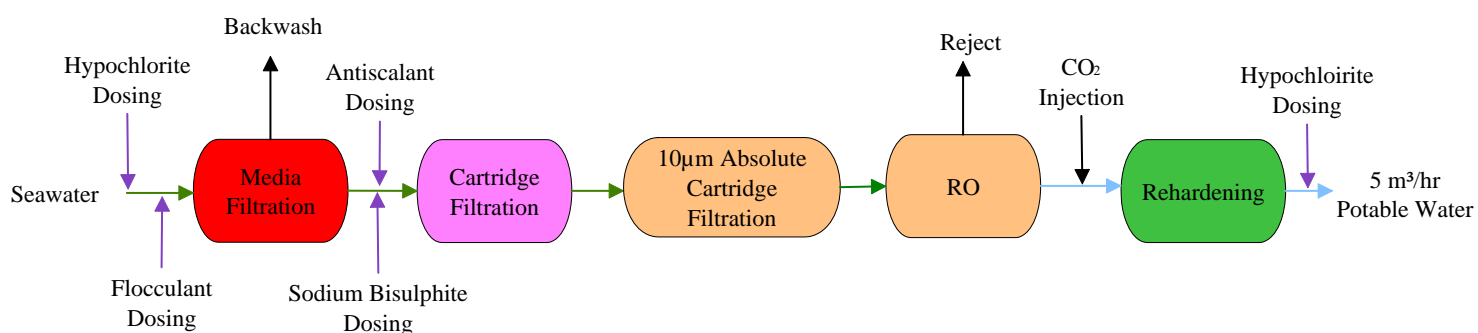 Backwash
Hypochlorite
Dosing
Antiscalant
Dosing
Reject
CO₂
Injection
Hypochloirite
Dosing
Seawater
Media
Filtration
Cartridge
Filtration
10µm Absolute
Cartridge
Filtration
RO
Rehardening
5 m³/hr
Potable Water
Flocculant
Dosing
Sodium Bisulphite
Dosing